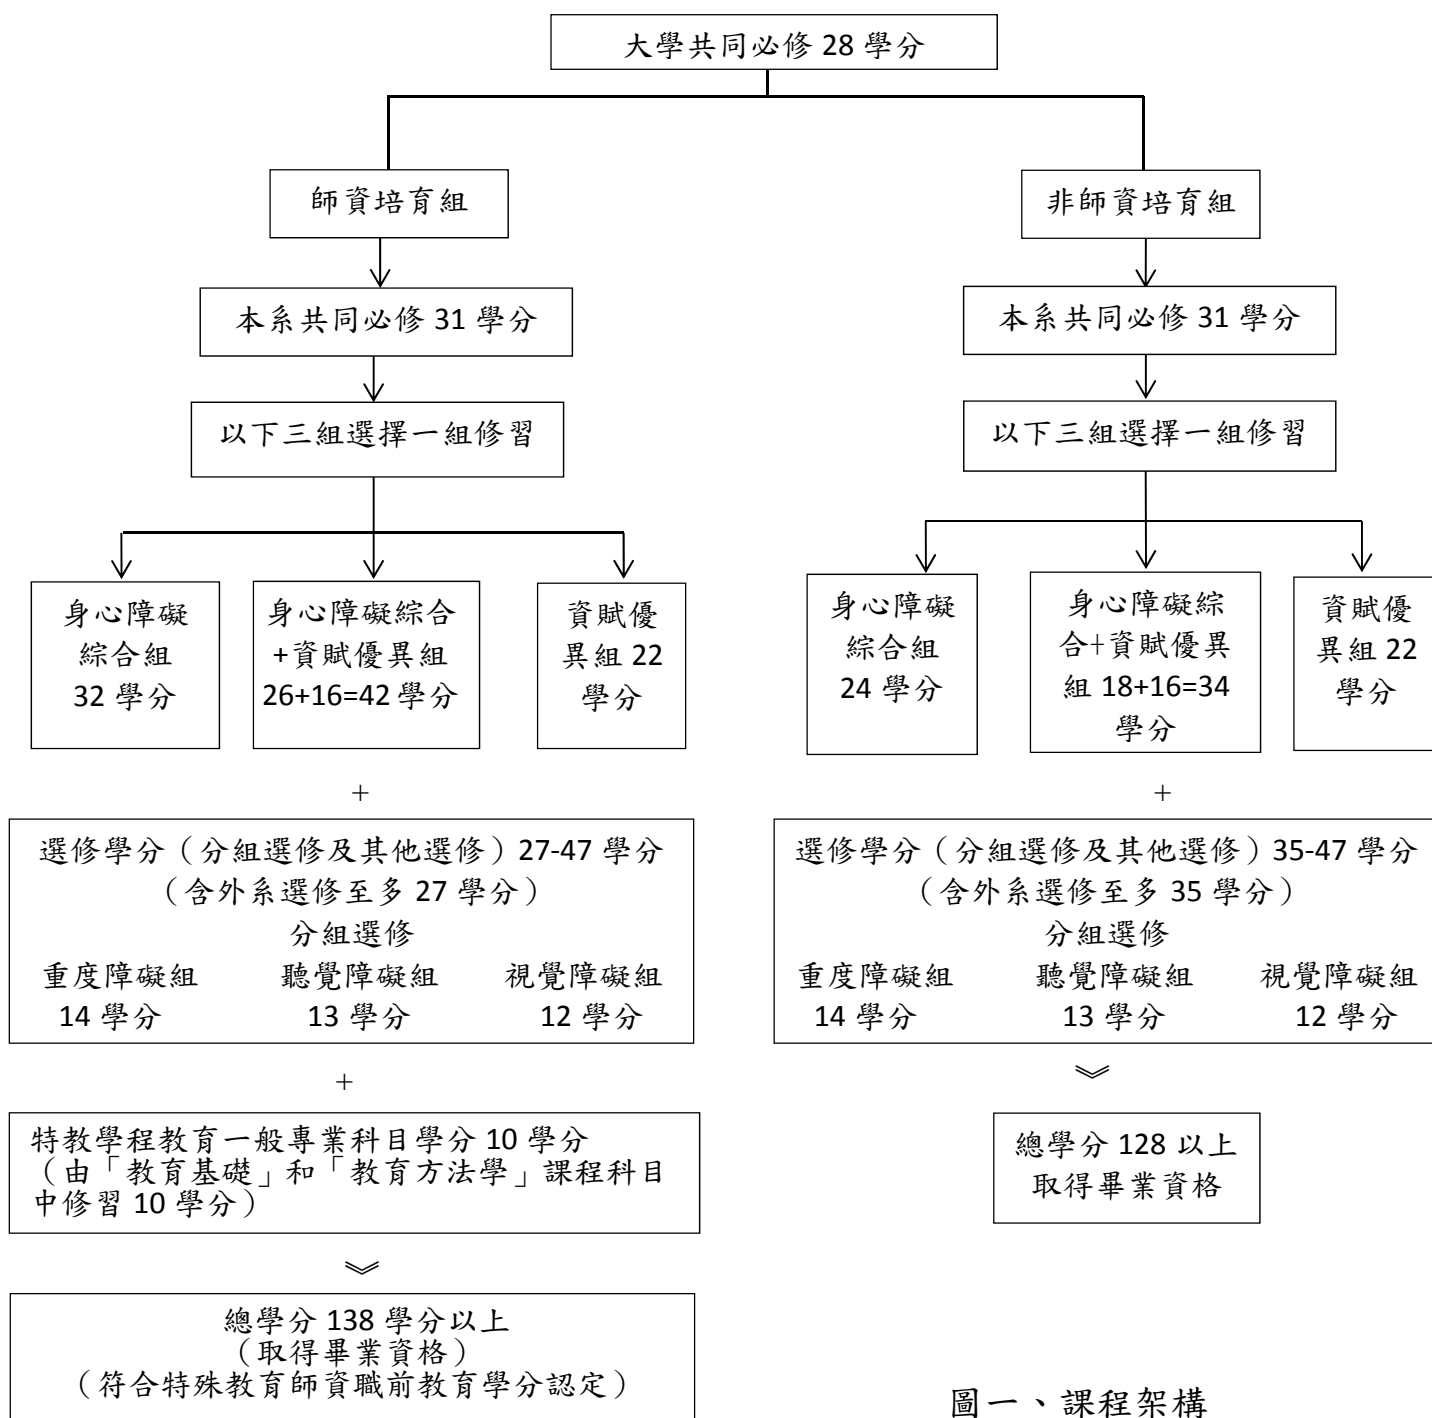 大學共同必修 28 學分
師資培育組
非師資培育組
本系共同必修 31 學分
本系共同必修 31 學分
以下三組選擇一組修習
以下三組選擇一組修習
身心障礙
綜合組
32 學分
身心障礙綜合
+資賦優異組
26+16=42 學分
資賦優
異組 22
學分
身心障礙
綜合組
24 學分
身心障礙綜
合+資賦優異
組 18+16=34
學分
資賦優
異組 22
學分
+
+
選修學分（分組選修及其他選修）27-47 學分
（含外系選修至多 27 學分）
分組選修
重度障礙組 聽覺障礙組 視覺障礙組
14 學分 13 學分 12 學分
選修學分（分組選修及其他選修）35-47 學分
（含外系選修至多 35 學分）
分組選修
重度障礙組 聽覺障礙組 視覺障礙組
14 學分 13 學分 12 學分
+
特教學程教育一般專業科目學分 10 學分
（由「教育基礎」和「教育方法學」課程科目
中修習 10 學分）
總學分 128 以上
取得畢業資格
總學分 138 學分以上
（取得畢業資格）
（符合特殊教育師資職前教育學分認定）
圖一、課程架構